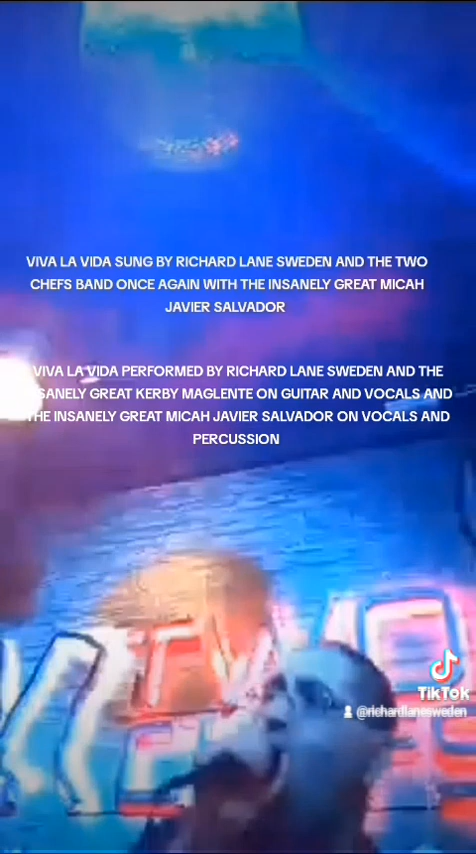 VIVA LA VIDA SUNG BY RICHARD LANE SWEDEN AND THE TWO
CHEFS BAND ONCE AGAIN WITH THE INSANELY GREAT MICAH
JAVIER SALVADOR
VIVA LA VIDA PERFORMED BY RICHARD LANE SWEDEN AND THE
INSANELY GREAT KERBY MAGLENTE ON GUITAR AND VOCALS AND
THE INSANELY GREAT MICAH JAVIER SALVADOR ON VOCALS AND
PERCUSSION
TikTok
@richardlanesweden